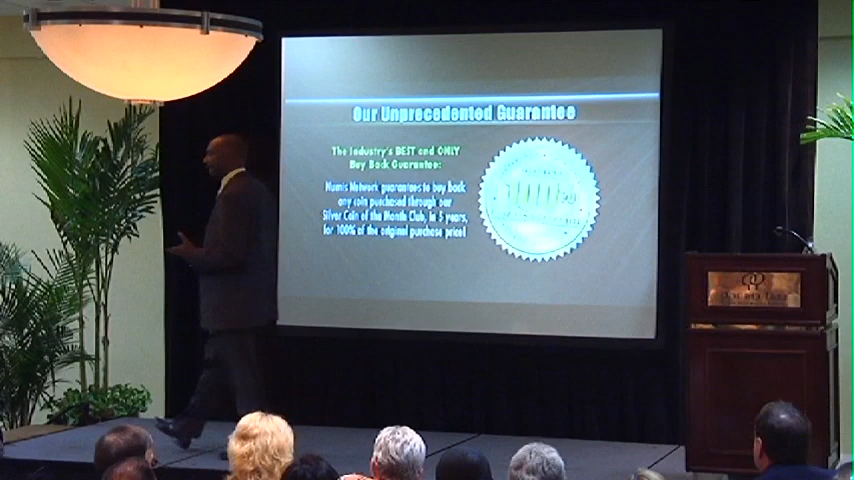 Our Unprecedented Guarantee
The Industry's BEST and ONLY
Buy Back Guarantee:
Numis Network guarantees to buy back
any coin purchased through our
Silver Coin of the Month Club, in 5 years,
for 100% of the original purchase price!
100%